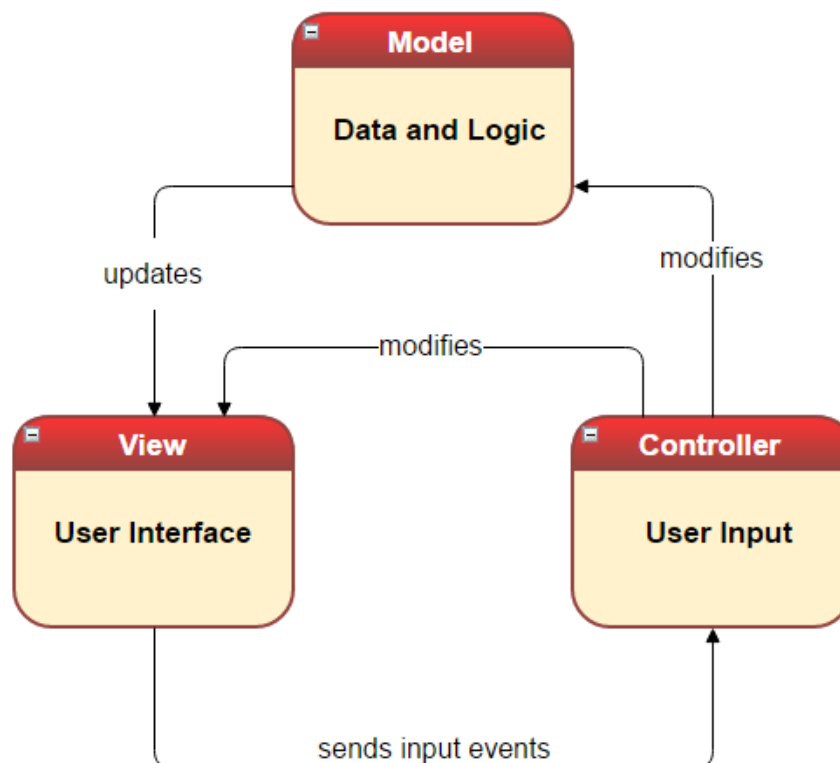 Model
Data and Logic
updates
modifies
modifies
View
User Interface
Controller
User Input
sends input events